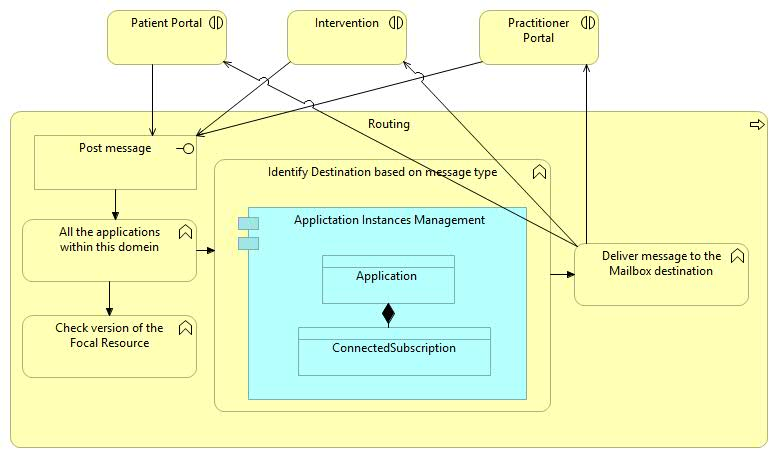 Patient Portal
Intervention
Practitioner
Portal
Routing
Post message
Identify Destination based on message type
All the applications
within this domain
Applictation Instances Management
Application
ConnectedSubscription
Deliver message to the
Mailbox destination
Check version of the
Focal Resource